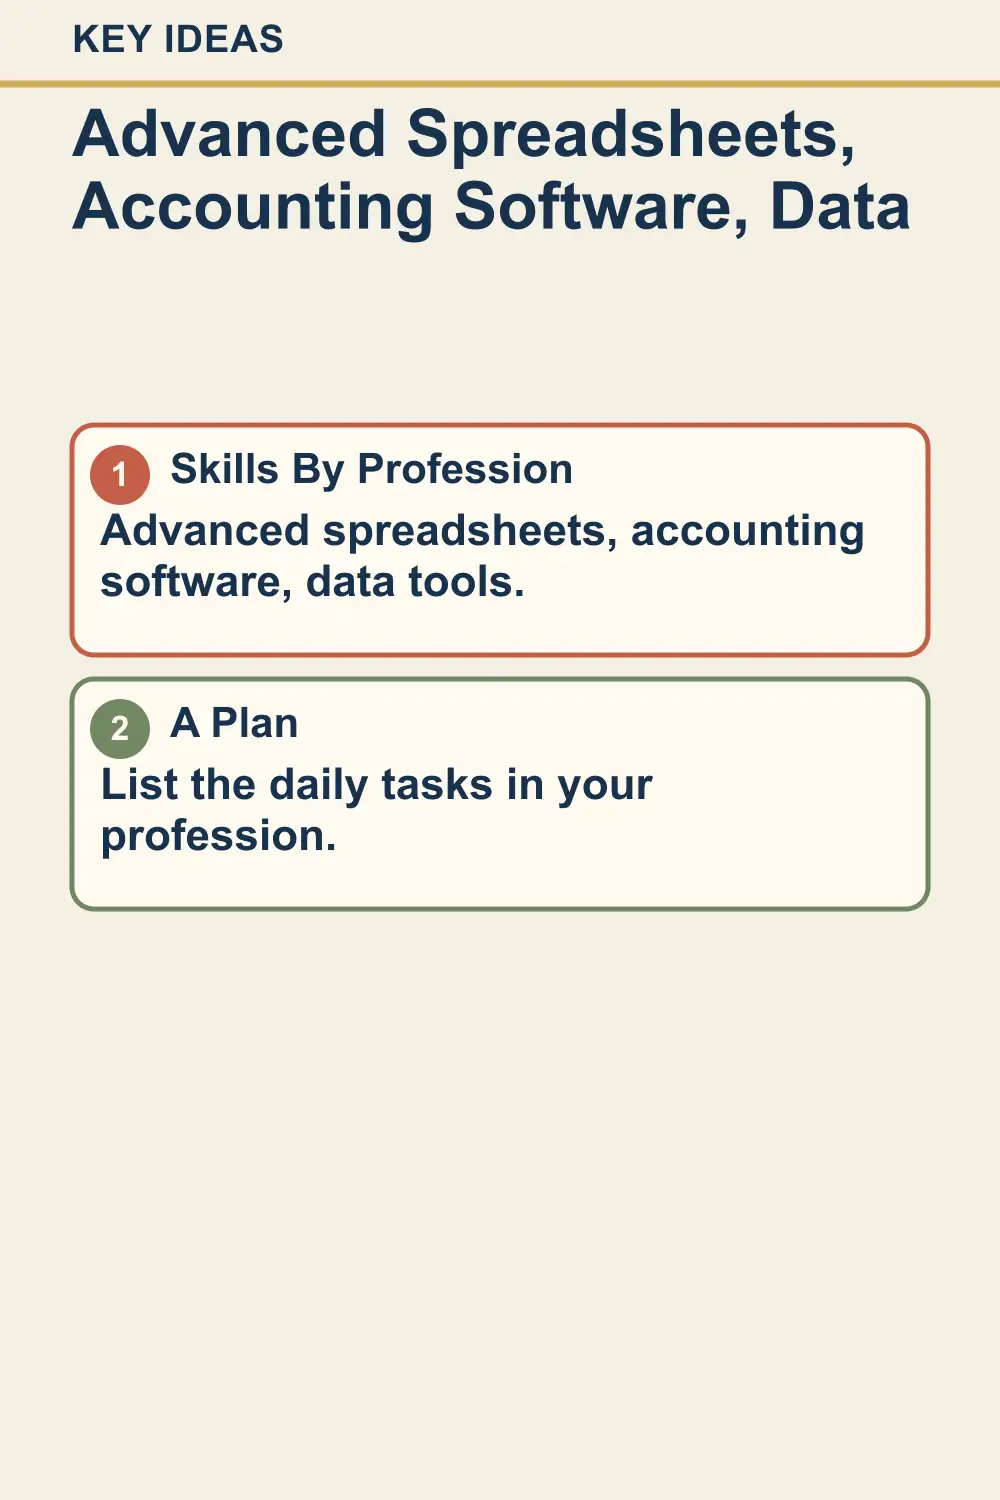 KEY IDEAS
Advanced Spreadsheets,
Accounting Software, Data
1 Skills By Profession
Advanced spreadsheets, accounting
software, data tools.
2 A Plan
List the daily tasks in your
profession.